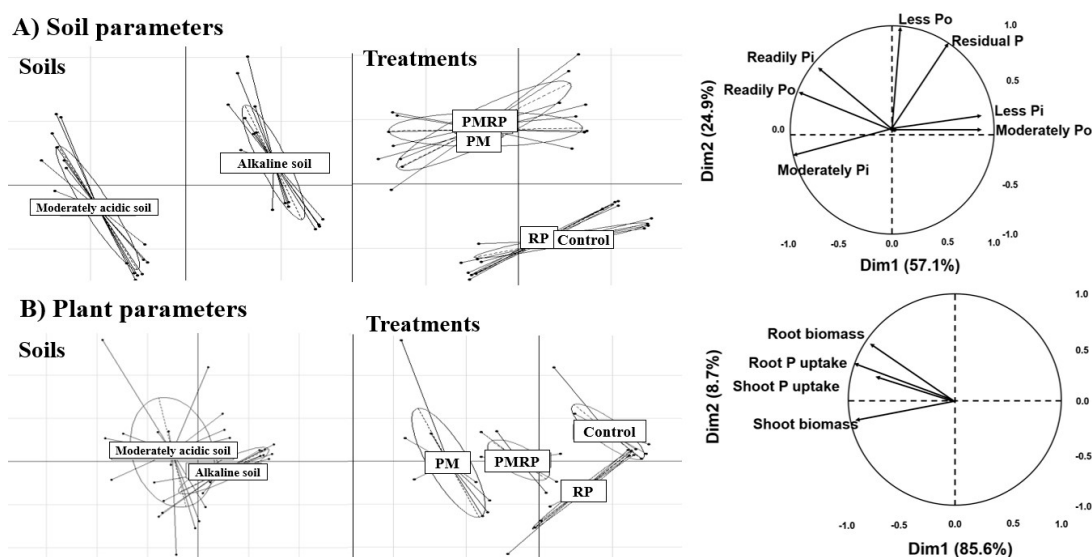 A) Soil parameters
Soils
Moderately acidic soil
Alkaline soil
Treatments
PMRP
PM
RP
Control
Less Po
1.0
Residual P
Readily Pi
0.5
Readily Po
Less Pi
0.0
Moderately Po
Moderately Pi
-0.5
-1.0
-1.0
-0.5
0.0
0.5
1.0
Dim2 (24.9%)
Dim1 (57.1%)
B) Plant parameters
Soils
Moderately acidic soil
Alkaline soil
Treatments
PM
PMRP
Control
RP
1.0
Root biomass
0.5
Root P uptake
Shoot P uptake
0.0
Shoot biomass
-0.5
-1.0
-1.0
-0.5
0.0
0.5
1.0
Dim2 (8.7%)
Dim1 (85.6%)